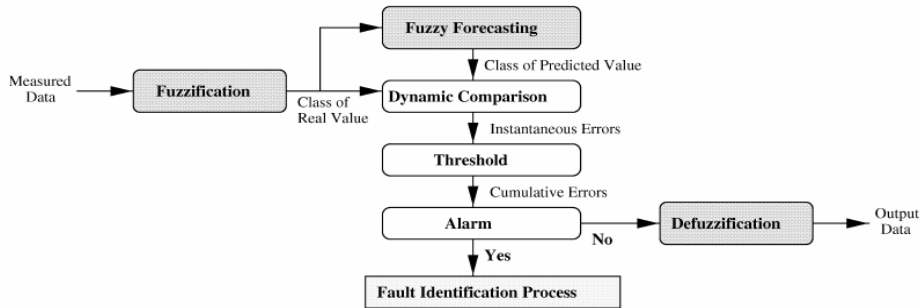 Fuzzy Forecasting
Measured
Data
Fuzzification
Class of
Real Value
Class of Predicted Value
Dynamic Comparison
Instantaneous Errors
Threshold
Cumulative Errors
Alarm
No
Defuzzification
Output
Data
Yes
Fault Identification Process